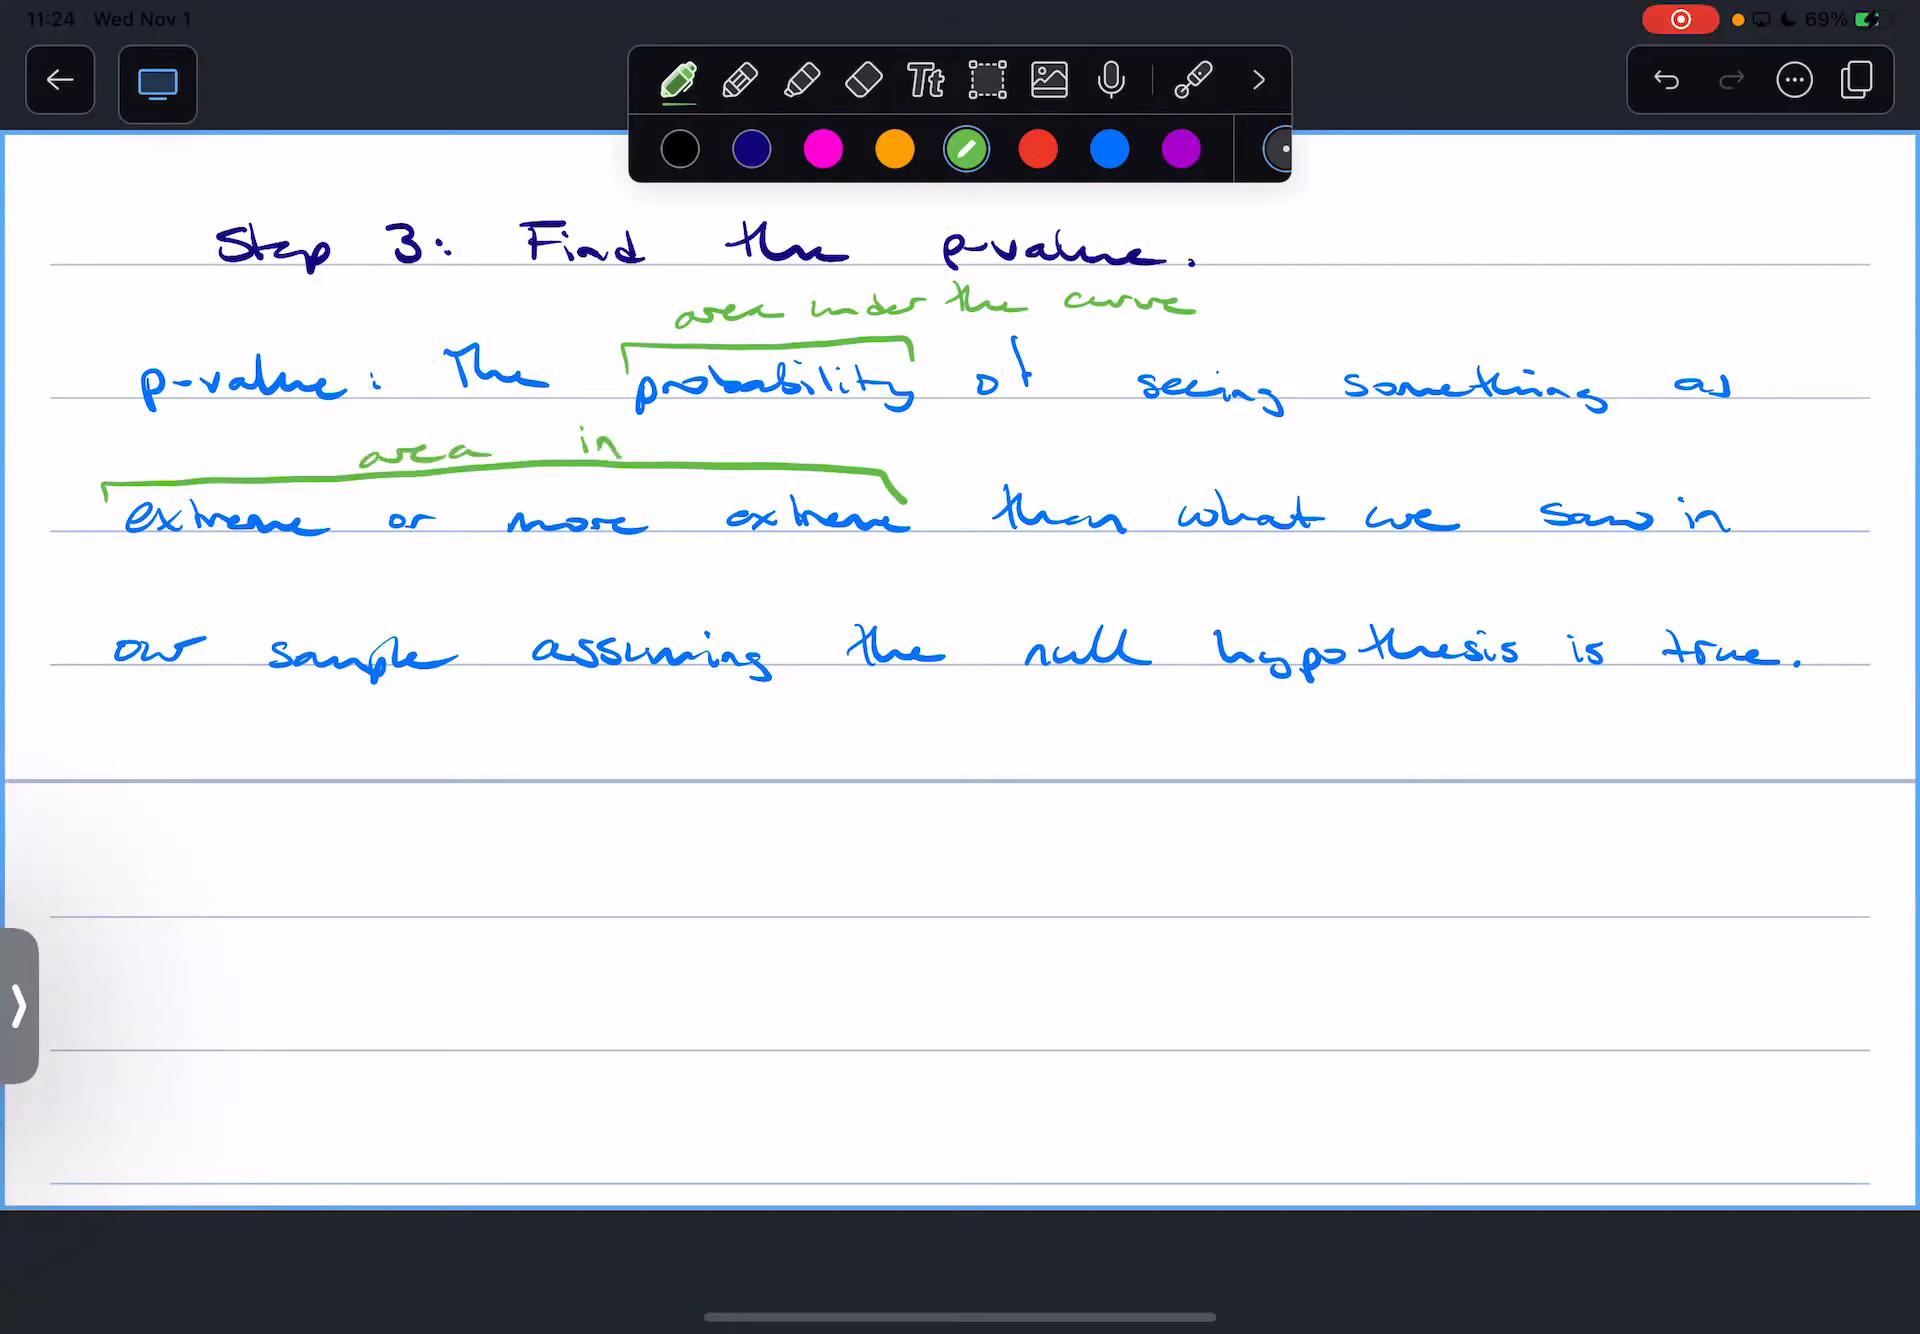 11:24 Wed Nov 1
69%
Tt
Step 3: Find the p-value.
area under the curve
p-value: The probability of seeing something as
area in
extreme or more extreme than what we saw in
our sample assuming the null hypothesis is true.